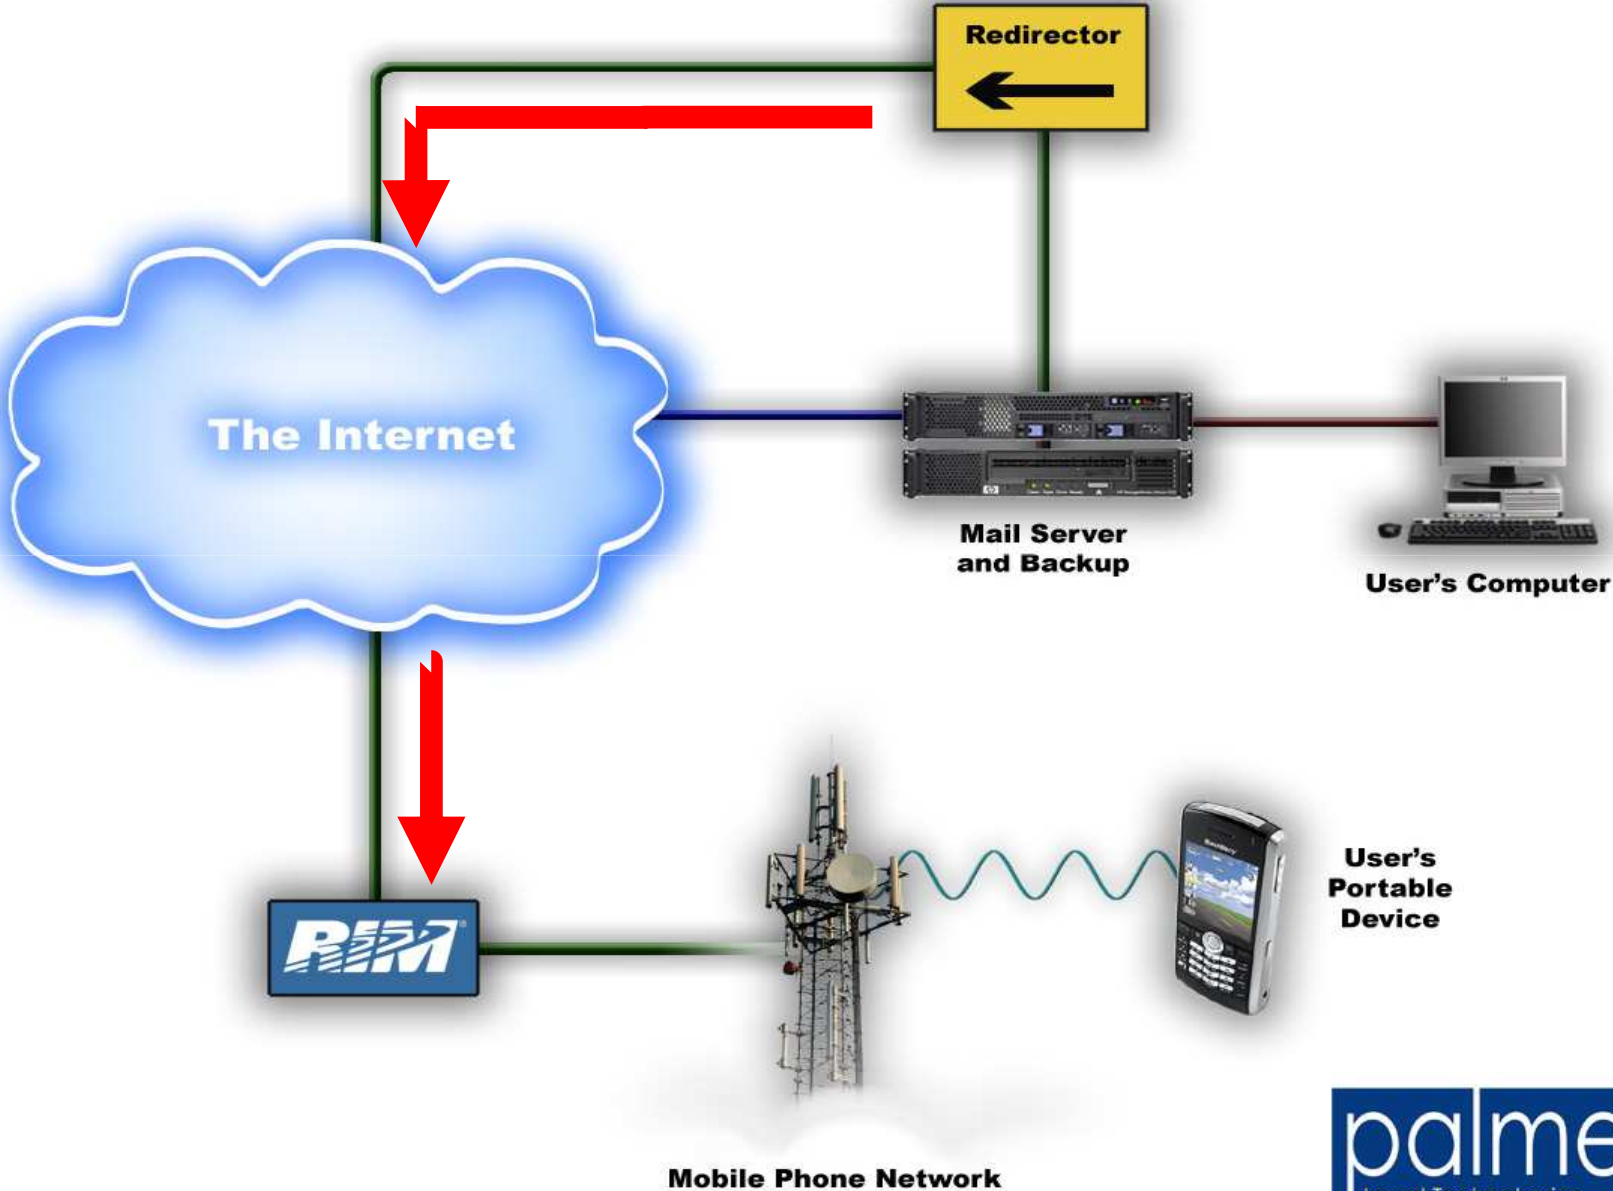 Redirector
The Internet
Mail Server
and Backup
User's Computer
User's
Portable
Device
RIM
Mobile Phone Network
palme